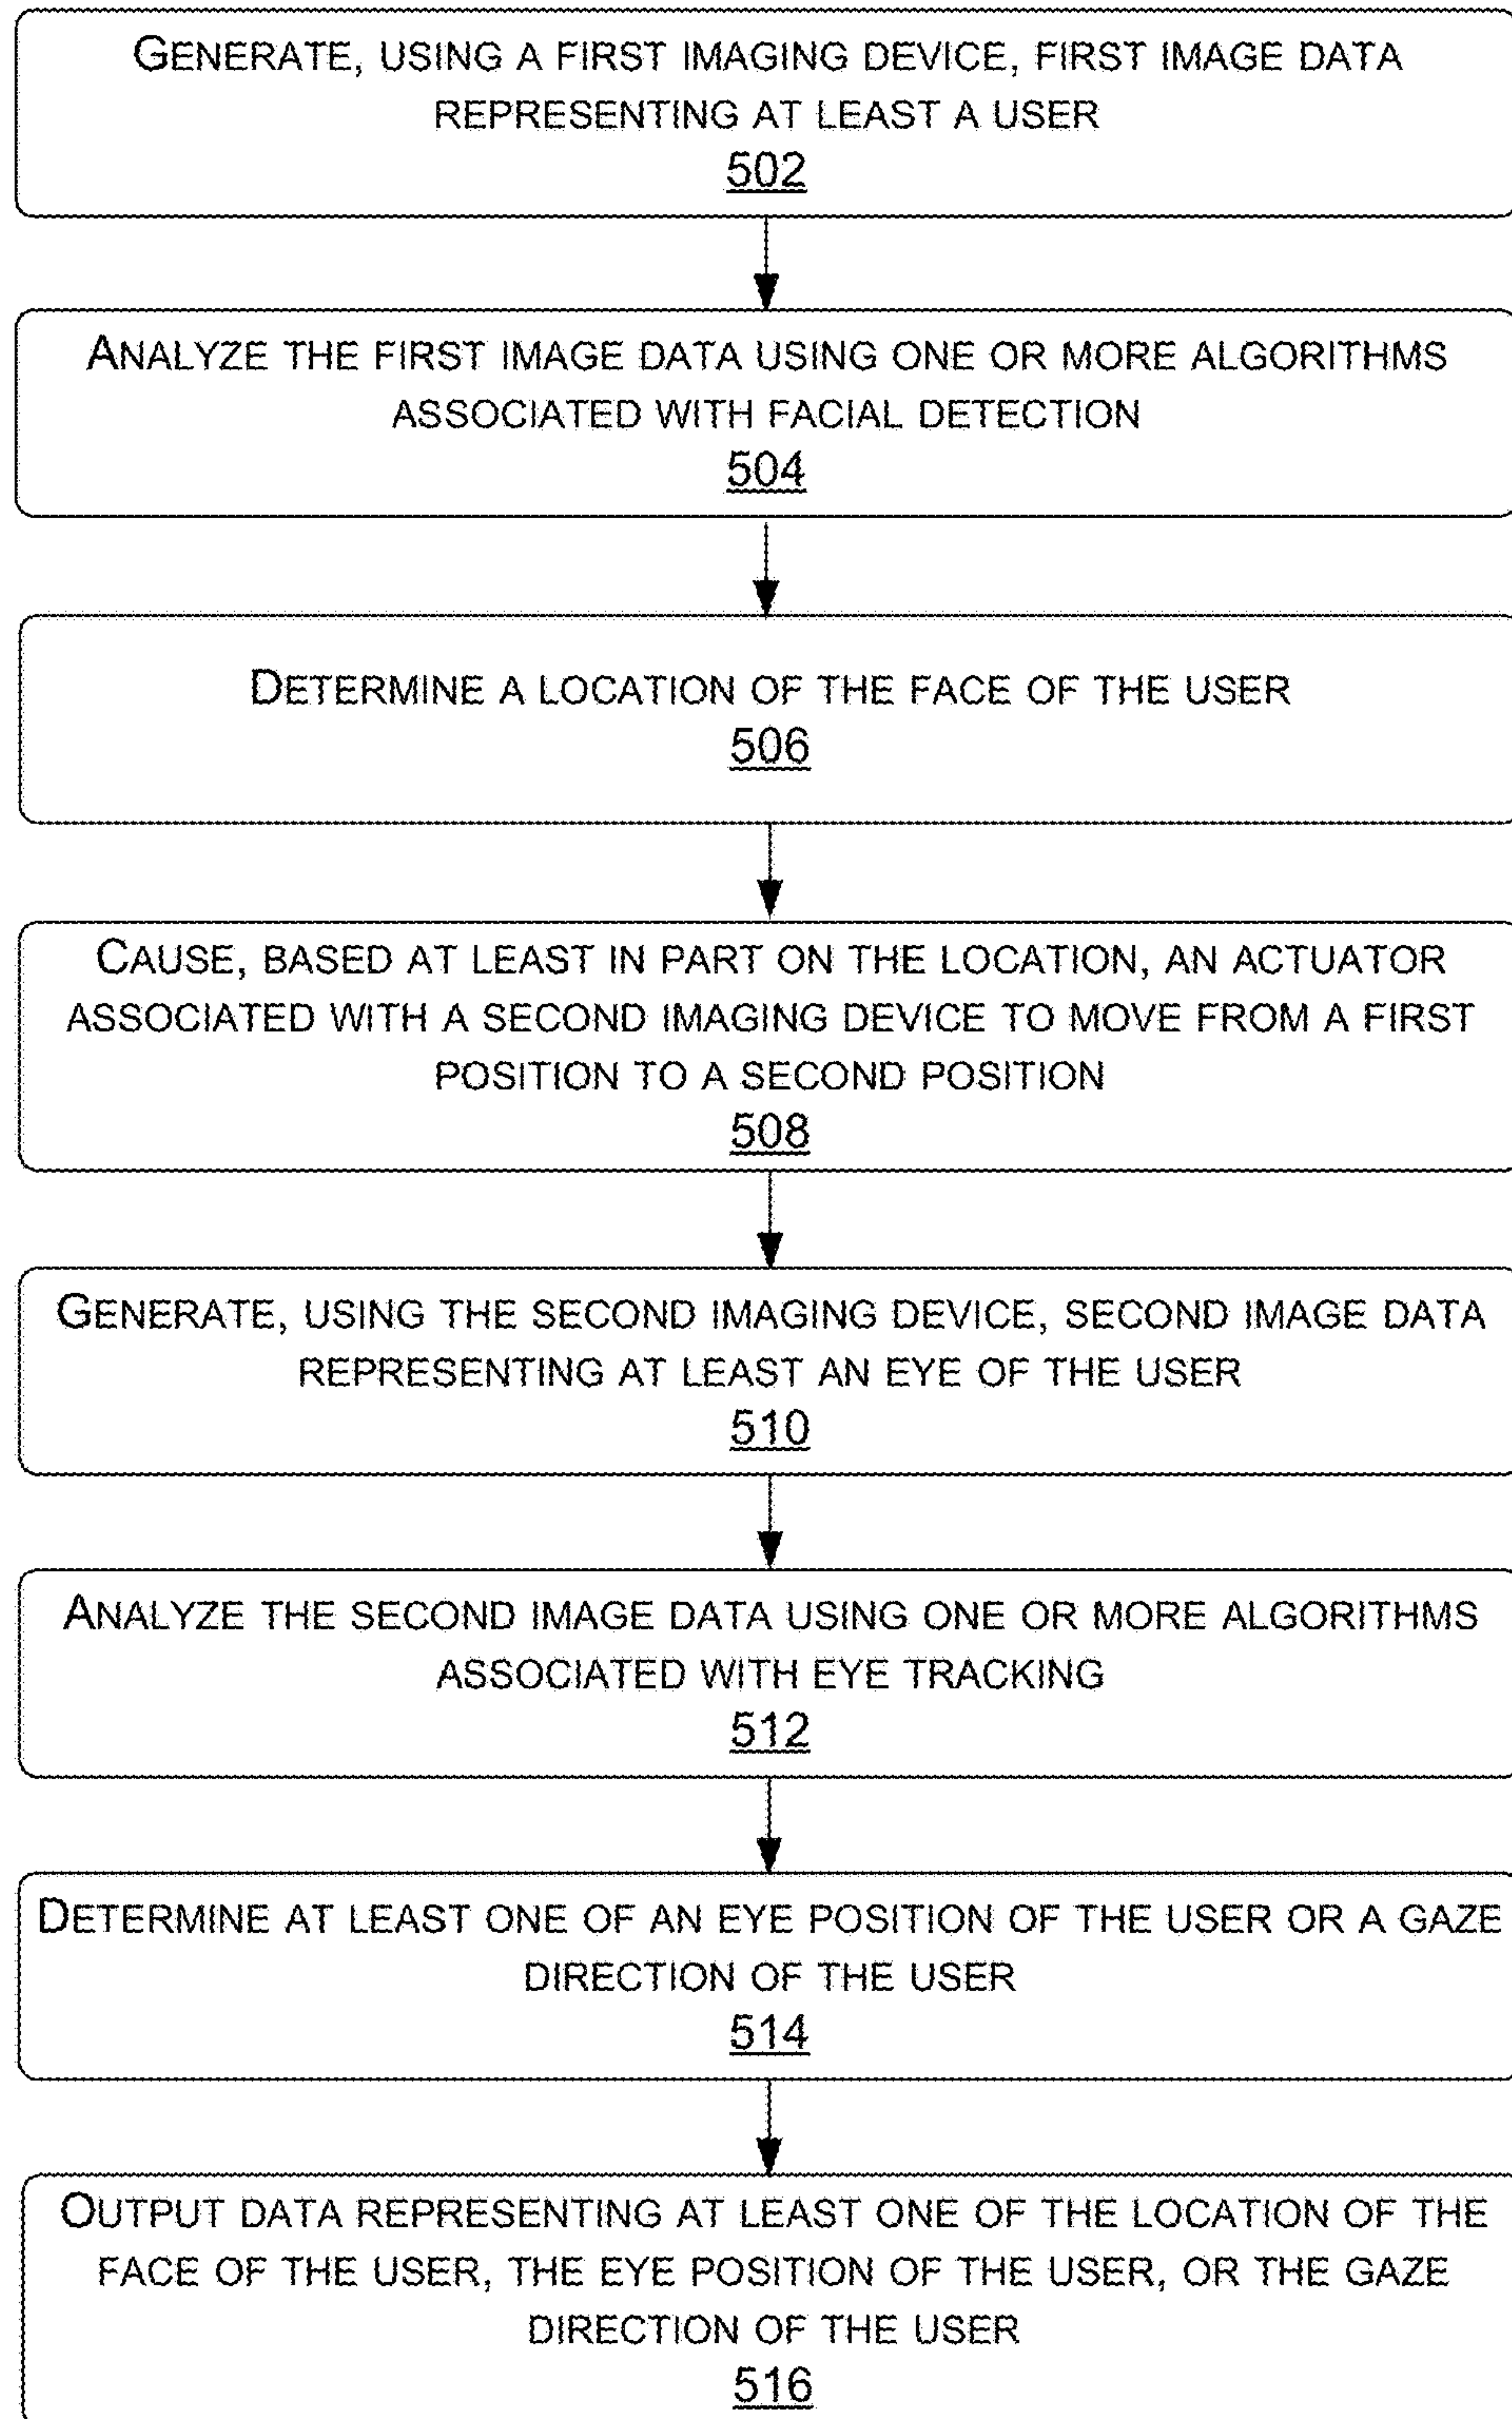 GENERATE, USING A FIRST IMAGING DEVICE, FIRST IMAGE DATA
REPRESENTING AT LEAST A USER
502
ANALYZE THE FIRST IMAGE DATA USING ONE OR MORE ALGORITHMS
ASSOCIATED WITH FACIAL DETECTION
504
DETERMINE A LOCATION OF THE FACE OF THE USER
506
CAUSE, BASED AT LEAST IN PART ON THE LOCATION, AN ACTUATOR
ASSOCIATED WITH A SECOND IMAGING DEVICE TO MOVE FROM A FIRST
POSITION TO A SECOND POSITION
508
GENERATE, USING THE SECOND IMAGING DEVICE, SECOND IMAGE DATA
REPRESENTING AT LEAST AN EYE OF THE USER
510
ANALYZE THE SECOND IMAGE DATA USING ONE OR MORE ALGORITHMS
ASSOCIATED WITH EYE TRACKING
512
DETERMINE AT LEAST ONE OF AN EYE POSITION OF THE USER OR A GAZE
DIRECTION OF THE USER
514
OUTPUT DATA REPRESENTING AT LEAST ONE OF THE LOCATION OF THE
FACE OF THE USER, THE EYE POSITION OF THE USER, OR THE GAZE
DIRECTION OF THE USER
516